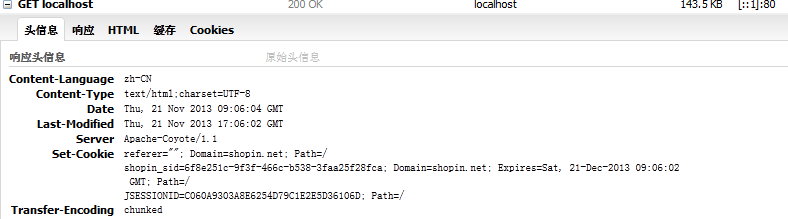 GET localhost 200 OK localhost 143.5 KB [::1]:80
头信息 响应 HTML 缓存 Cookies
响应头信息 原始头信息
Content-Language zh-CN
Content-Type text/html;charset=UTF-8
Date Thu, 21 Nov 2013 09:06:04 GMT
Last-Modified Thu, 21 Nov 2013 17:06:02 GMT
Server Apache-Coyote/1.1
Set-Cookie referer=""; Domain=shopin.net; Path=/
shopin_sid=6f8e251c-9f3f-466c-b538-3faa25f28fca; Domain=shopin.net; Expires=Sat, 21-Dec-2013 09:06:02
GMT; Path=/
JSESSIONID=C060A9303A8E6254D79C1E2E5D36106D; Path=/
Transfer-Encoding chunked